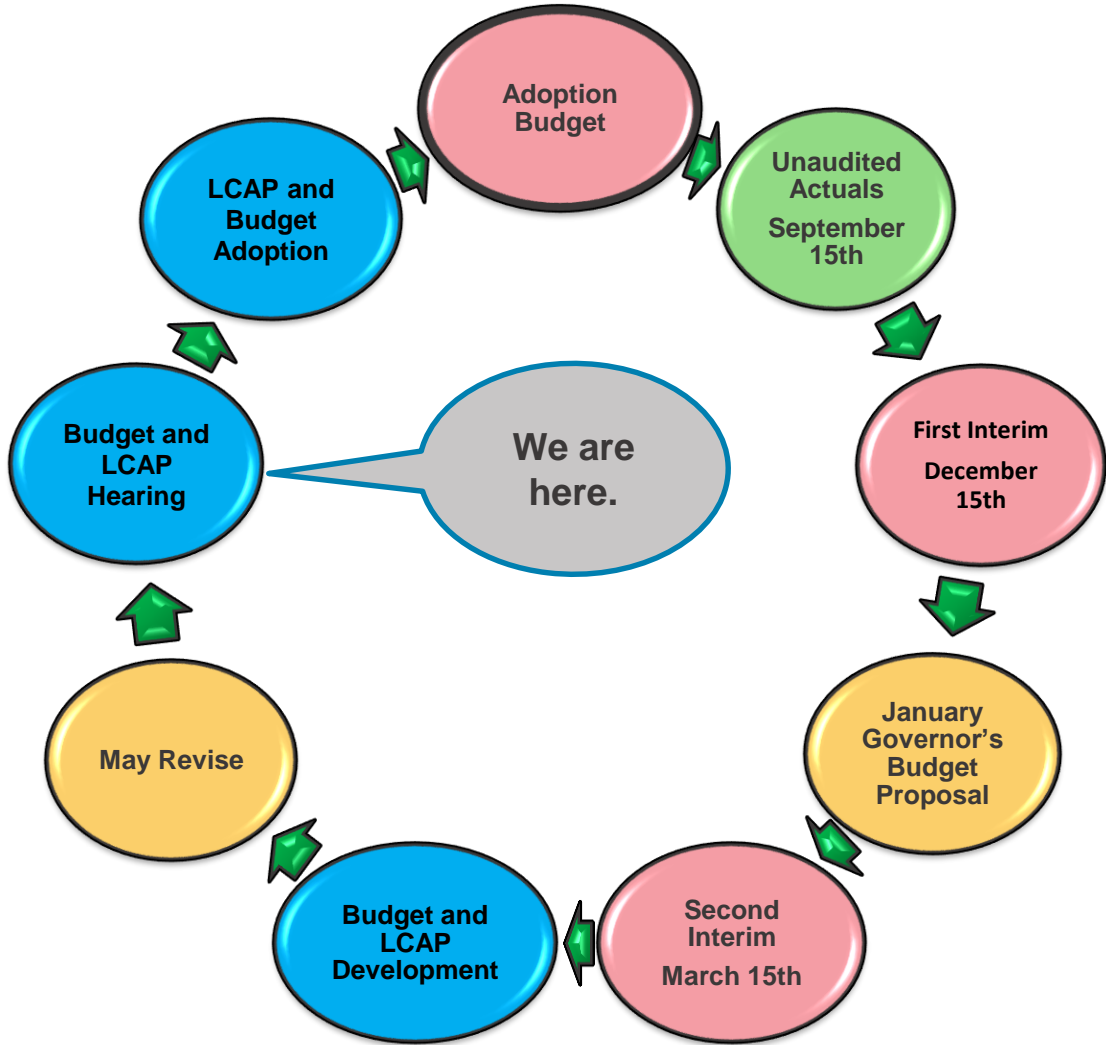 Adoption
Budget
Unaudited
Actuals
September
15th
First Interim
December
15th
January
Governor’s
Budget
Proposal
Second
Interim
March 15th
Budget and
LCAP
Development
May Revise
Budget and
LCAP
Hearing
LCAP and
Budget
Adoption
We are
here.